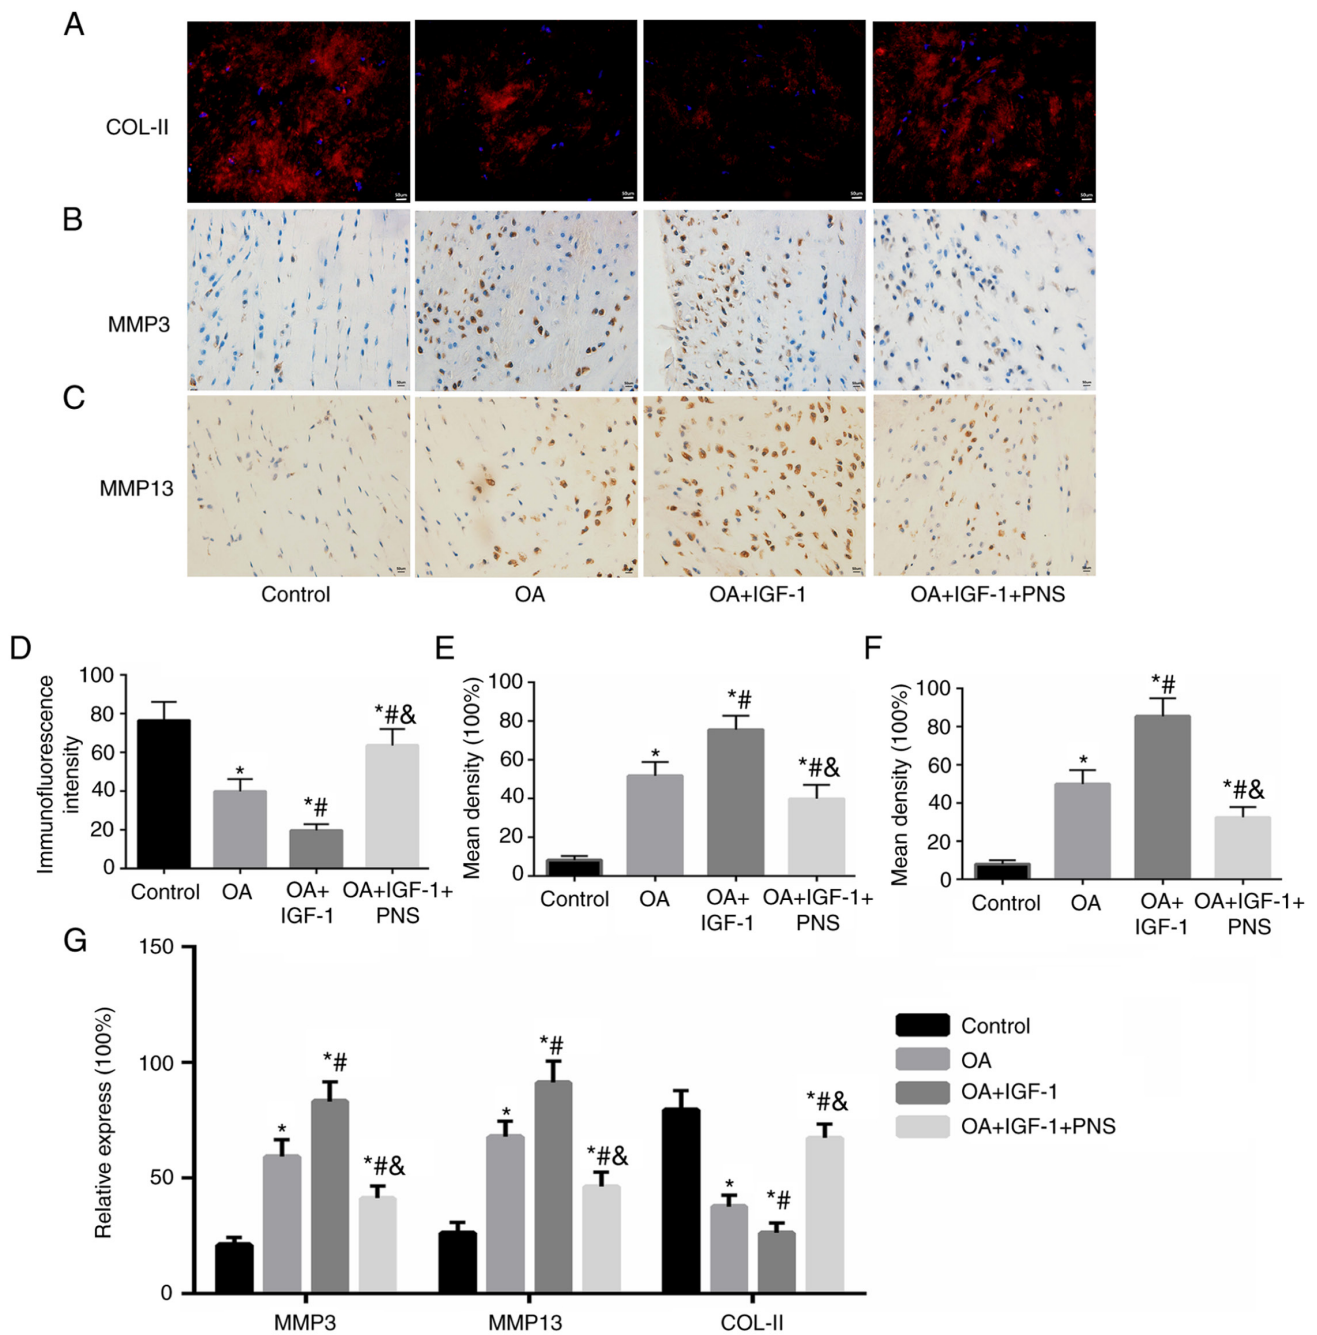 A
COL-II
50μm
50μm
50μm
50μm
B
MMP3
C
MMP13
Control
OA
OA+IGF-1
OA+IGF-1+PNS
D
Immunofluorescence
intensity
100
80
60
40
20
0
*
*#
*#&
Control
OA
OA+
IGF-1
OA+IGF-1+
PNS
E
Mean density (100%)
100
80
60
40
20
0
*
*#
*#&
Control
OA
OA+
IGF-1
OA+IGF-1+
PNS
F
Mean density (100%)
100
80
60
40
20
0
*
*#
*#&
Control
OA
OA+
IGF-1
OA+IGF-1+
PNS
G
Relative express (100%)
150
100
50
0
*
*#
*#&
*
*#
*#&
*
*#
*#&
MMP3
MMP13
COL-II
Control
OA
OA+IGF-1
OA+IGF-1+PNS